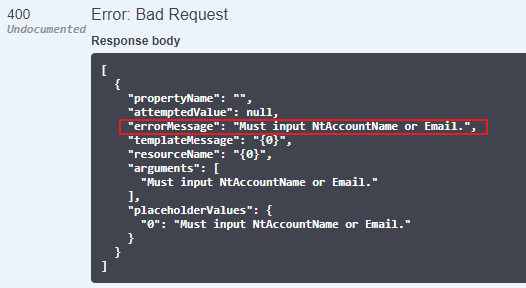 400
Undocumented
Error: Bad Request
Response body
[
  {
    "propertyName": "",
    "attemptedValue": null,
    "errorMessage": "Must input NtAccountName or Email.",
    "templateMessage": "{0}",
    "resourceName": "{0}",
    "arguments": [
      "Must input NtAccountName or Email."
    ],
    "placeholderValues": {
      "0": "Must input NtAccountName or Email."
    }
  }
]